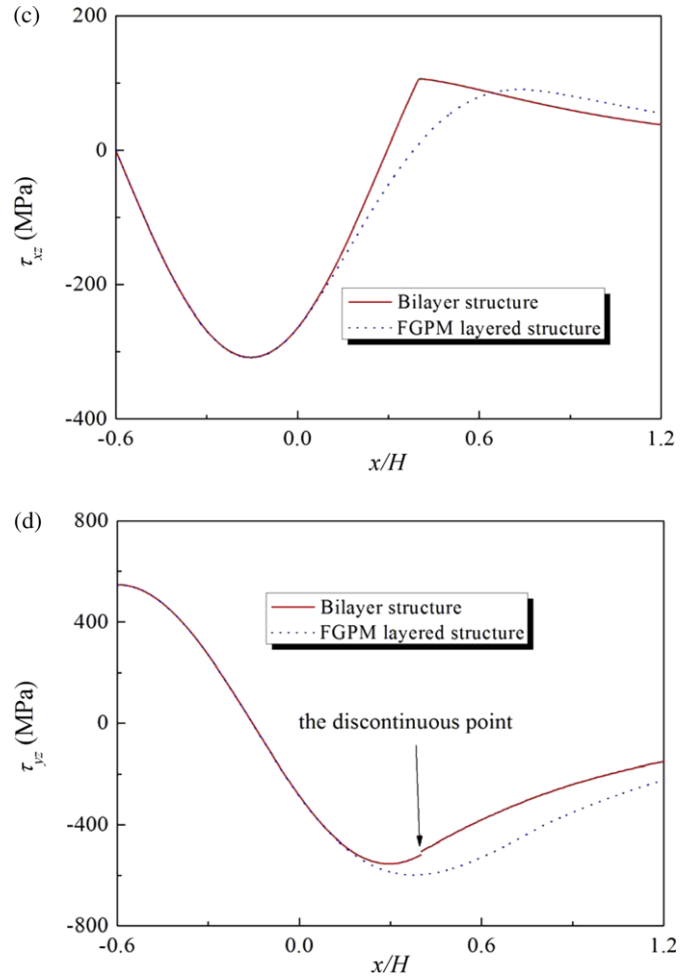 (c)
200
0
-200
-400
τxz (MPa)
Bilayer structure
FGPM layered structure
-0.6
0.0
0.6
1.2
x/H
(d)
800
400
0
-400
-800
τyz (MPa)
Bilayer structure
FGPM layered structure
the discontinuous point
-0.6
0.0
0.6
1.2
x/H